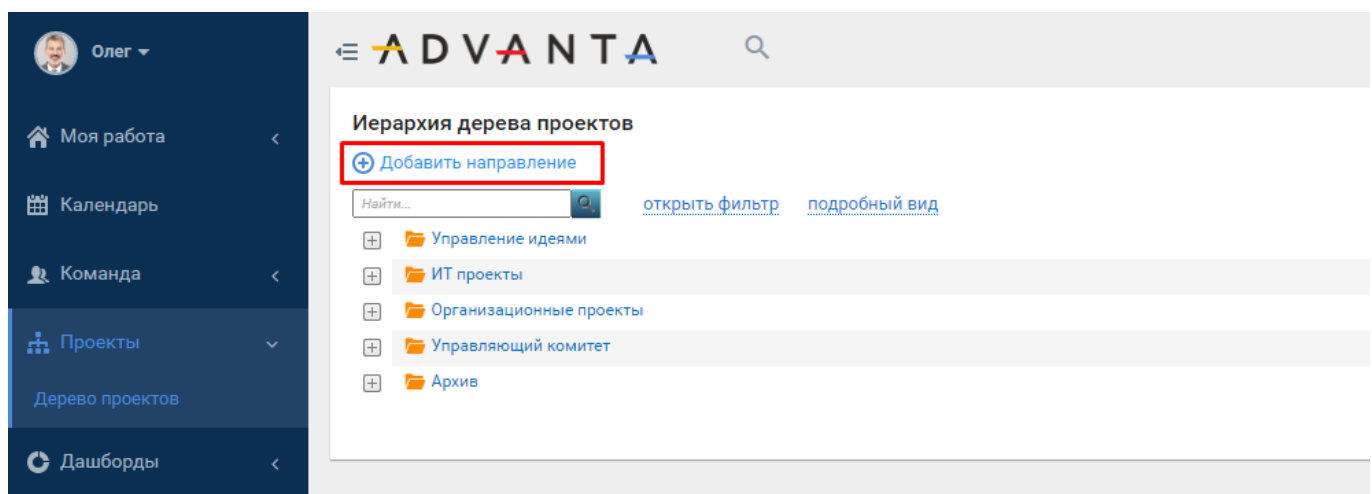 Олег
ADVANTA
Моя работа
Календарь
Команда
Проекты
Дерево проектов
Дашборды
Иерархия дерева проектов
Добавить направление
Найти...
открыть фильтр подробный вид
Управление идеями
ИТ проекты
Организационные проекты
Управляющий комитет
Архив